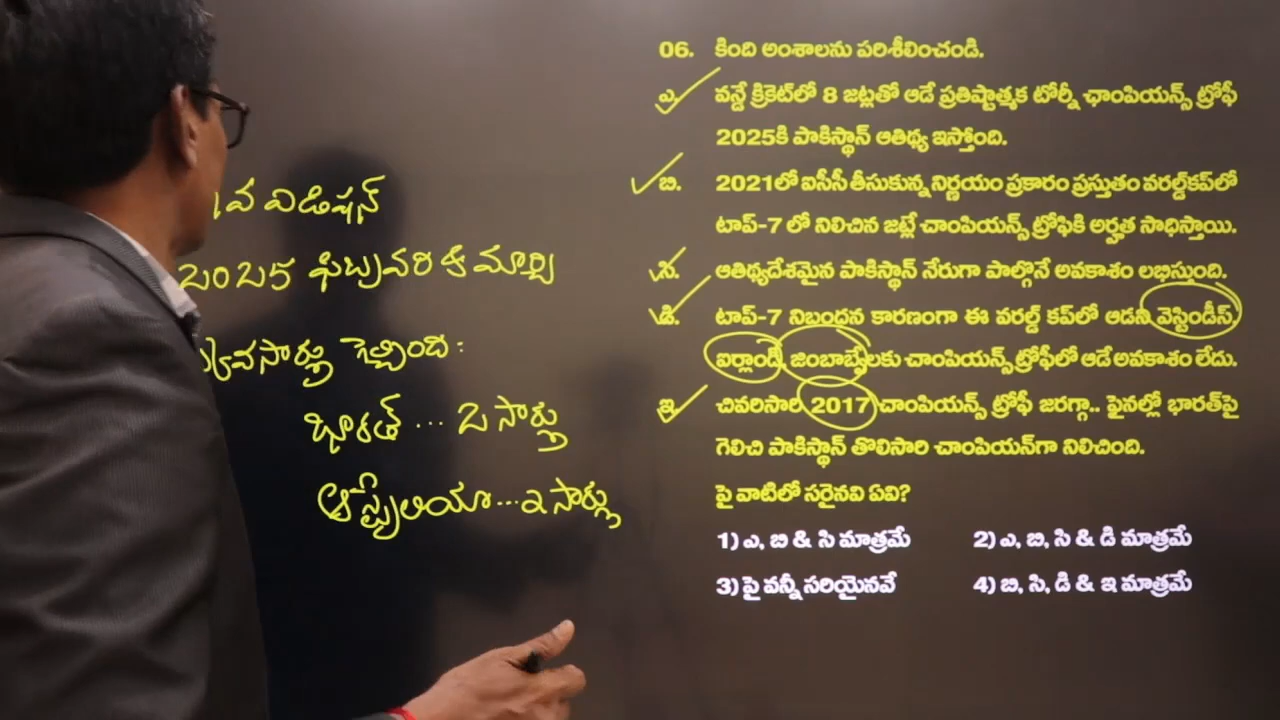 06. కింది అంశాలను పరిశీలించండి.
ఎ. వన్డే క్రికెట్‌లో 8 జట్లతో ఆడే ప్రతిష్టాత్మక టోర్నీ ఛాంపియన్స్ ట్రోఫీ
2025కి పాకిస్థాన్ ఆతిథ్య ఇస్తోంది.
బి. 2021లో ఐసీసీ తీసుకున్న నిర్ణయం ప్రకారం ప్రస్తుతం వరల్డ్‌కప్‌లో
టాప్-7 లో నిలిచిన జట్లే చాంపియన్స్ ట్రోఫికి అర్హత సాధిస్తాయి.
సి. ఆతిథ్యదేశమైన పాకిస్థాన్ నేరుగా పాల్గొనే అవకాశం లభిస్తుంది.
డి. టాప్-7 నిబంధన కారణంగా ఈ వరల్డ్ కప్‌లో ఆడని వెస్టిండీస్,
ఐర్లాండ్, జింబాబ్వేలకు చాంపియన్స్ ట్రోఫీలో ఆడే అవకాశం లేదు.
ఇ. చివరిసారి 2017 చాంపియన్స్ ట్రోఫీ జరగ్గా.. ఫైనల్లో భారత్‌పై
గెలిచి పాకిస్థాన్ తొలిసారి చాంపియన్‌గా నిలిచింది.
పై వాటిలో సరైనవి ఏవి?
1) ఎ, బి & సి మాత్రమే 2) ఎ, బి, సి & డి మాత్రమే
3) పై వన్నీ సరియైనవే 4) బి, సి, డి & ఇ మాత్రమే
వ ఎడిషన్
2025 ఫిబ్రవరి & మార్చి
గెల్చింది:
భారత్ ... 2 సార్లు
ఆస్ట్రేలియా ... 2 సార్లు